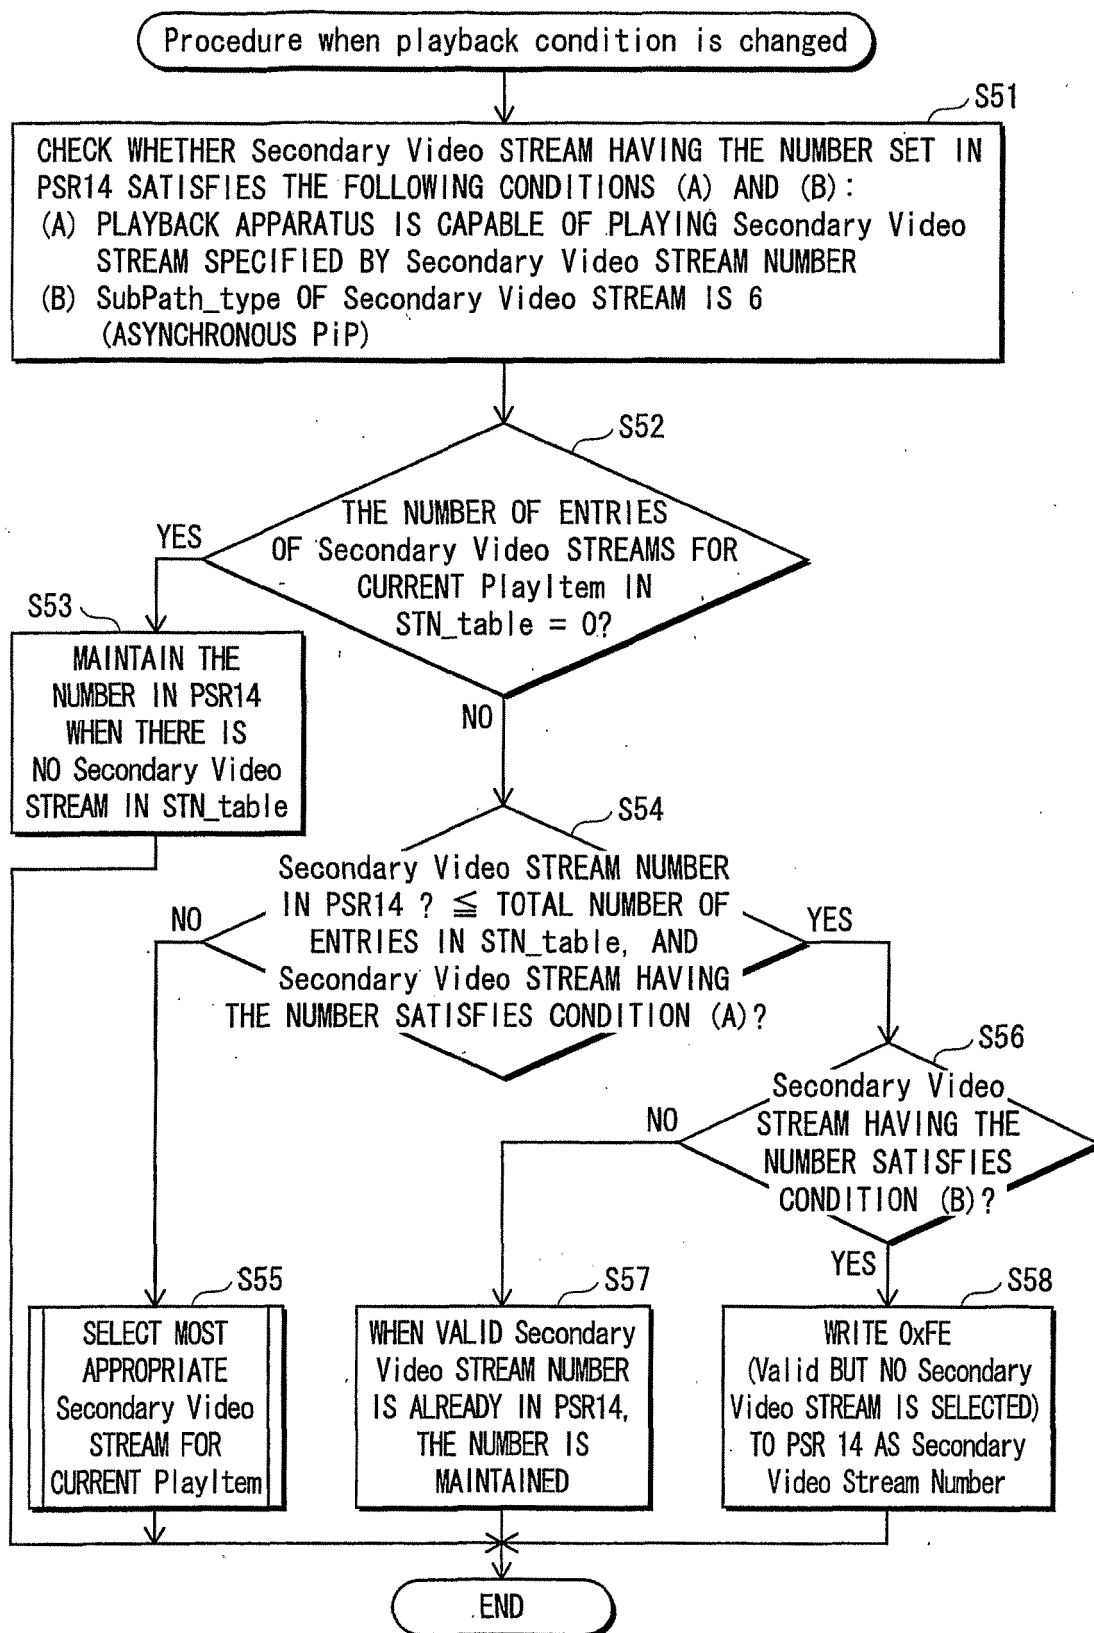 Procedure when playback condition is changed
S51
CHECK WHETHER Secondary Video STREAM HAVING THE NUMBER SET IN
PSR14 SATISFIES THE FOLLOWING CONDITIONS (A) AND (B):
(A) PLAYBACK APPARATUS IS CAPABLE OF PLAYING Secondary Video
STREAM SPECIFIED BY Secondary Video STREAM NUMBER
(B) SubPath_type OF Secondary Video STREAM IS 6
(ASYNCHRONOUS PiP)
S52
THE NUMBER OF ENTRIES
OF Secondary Video STREAMS FOR
CURRENT PlayItem IN
STN_table = 0?
YES
NO
S53
MAINTAIN THE
NUMBER IN PSR14
WHEN THERE IS
NO Secondary Video
STREAM IN STN_table
S54
Secondary Video STREAM NUMBER
IN PSR14 ? ≦ TOTAL NUMBER OF
ENTRIES IN STN_table, AND
Secondary Video STREAM HAVING
THE NUMBER SATISFIES CONDITION (A)?
NO
YES
S56
Secondary Video
STREAM HAVING THE
NUMBER SATISFIES
CONDITION (B)?
NO
YES
S55
SELECT MOST
APPROPRIATE
Secondary Video
STREAM FOR
CURRENT PlayItem
S57
WHEN VALID Secondary
Video STREAM NUMBER
IS ALREADY IN PSR14,
THE NUMBER IS
MAINTAINED
S58
WRITE 0xFE
(Valid BUT NO Secondary
Video STREAM IS SELECTED)
TO PSR 14 AS Secondary
Video Stream Number
END